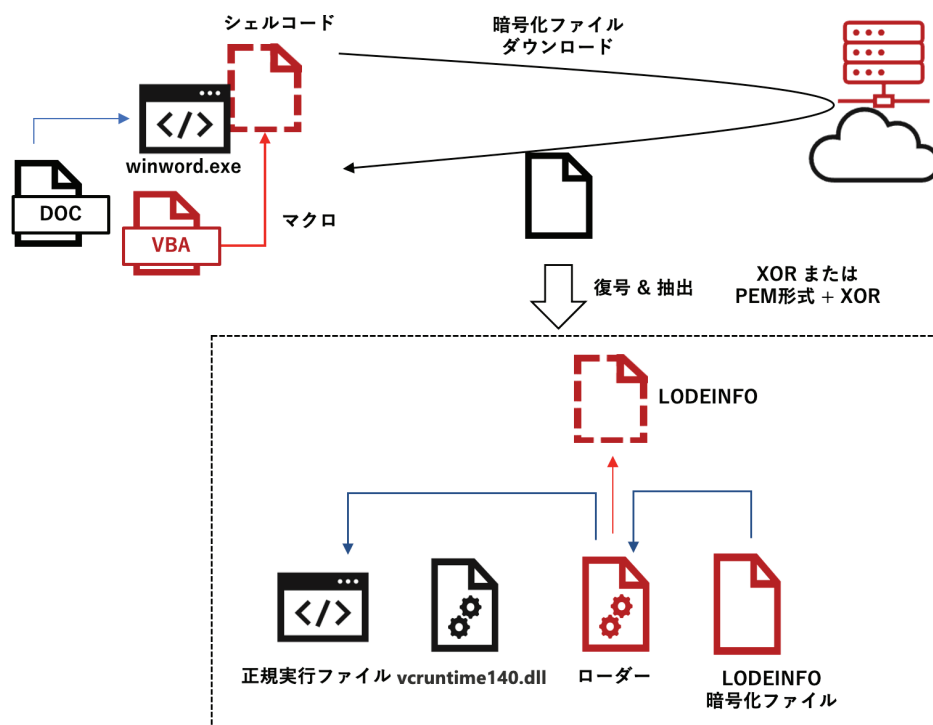 シェルコード
暗号化ファイル
ダウンロード
</>
winword.exe
DOC
VBA
マクロ
復号 & 抽出
XOR または
PEM形式 + XOR
LODEINFO
</>
正規実行ファイル
vcruntime140.dll
ローダー
LODEINFO
暗号化ファイル